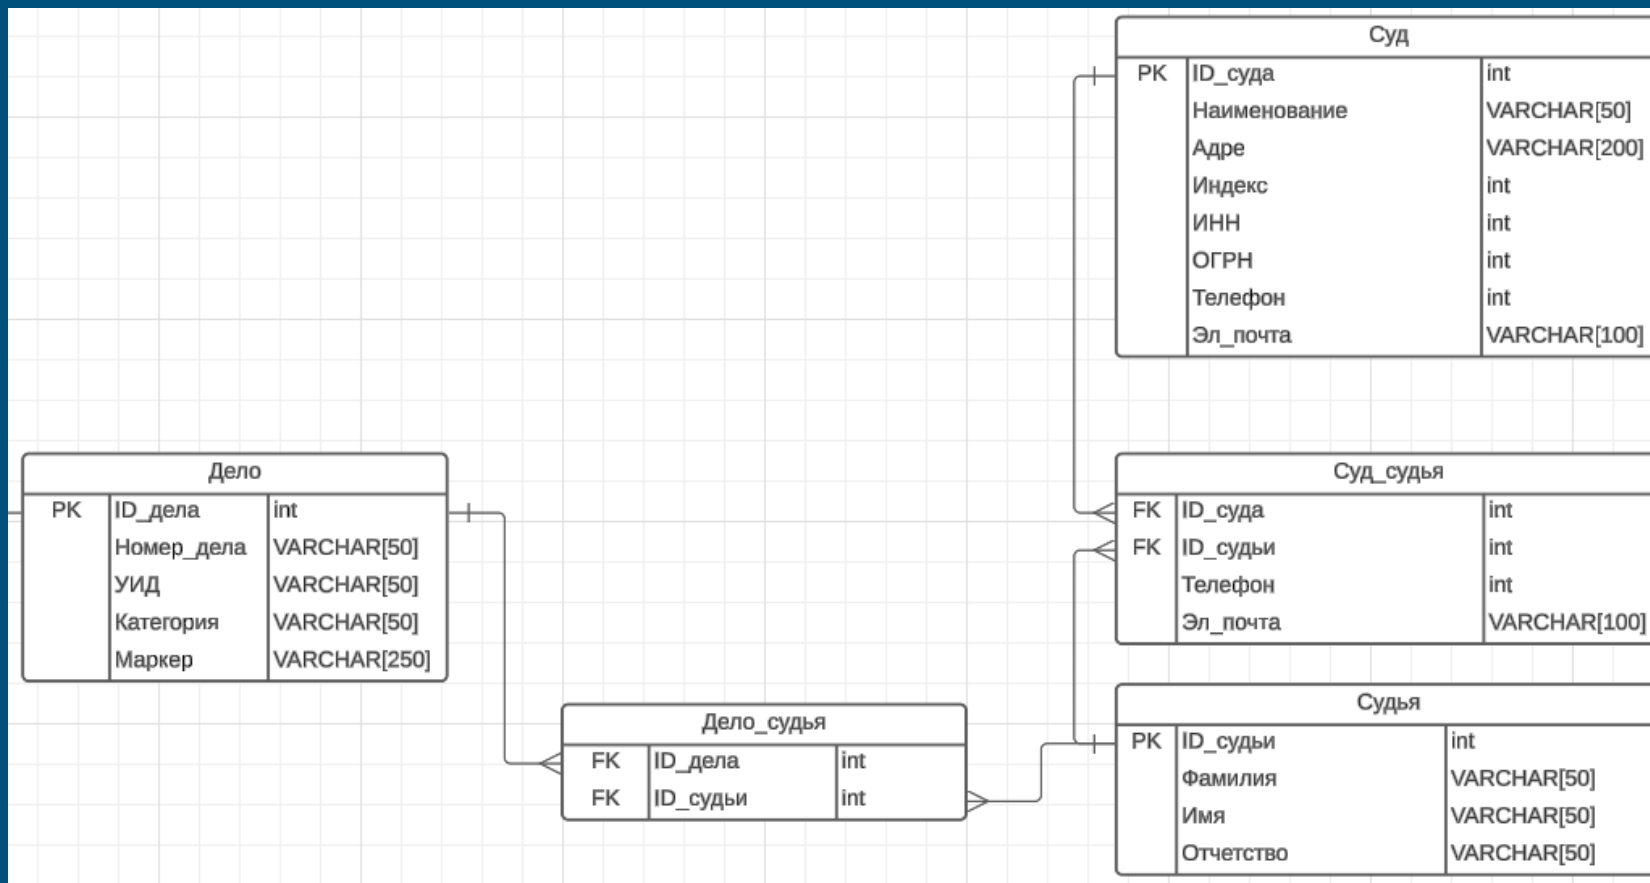 Суд
PK ID_суда int
Наименование VARCHAR[50]
Адре VARCHAR[200]
Индекс int
ИНН int
ОГРН int
Телефон int
Эл_почта VARCHAR[100]
Дело
PK ID_дела int
Номер_дела VARCHAR[50]
УИД VARCHAR[50]
Категория VARCHAR[50]
Маркер VARCHAR[250]
Суд_судья
FK ID_суда int
FK ID_судьи int
Телефон int
Эл_почта VARCHAR[100]
Дело_судья
FK ID_дела int
FK ID_судьи int
Судья
PK ID_судьи int
Фамилия VARCHAR[50]
Имя VARCHAR[50]
Отчетство VARCHAR[50]